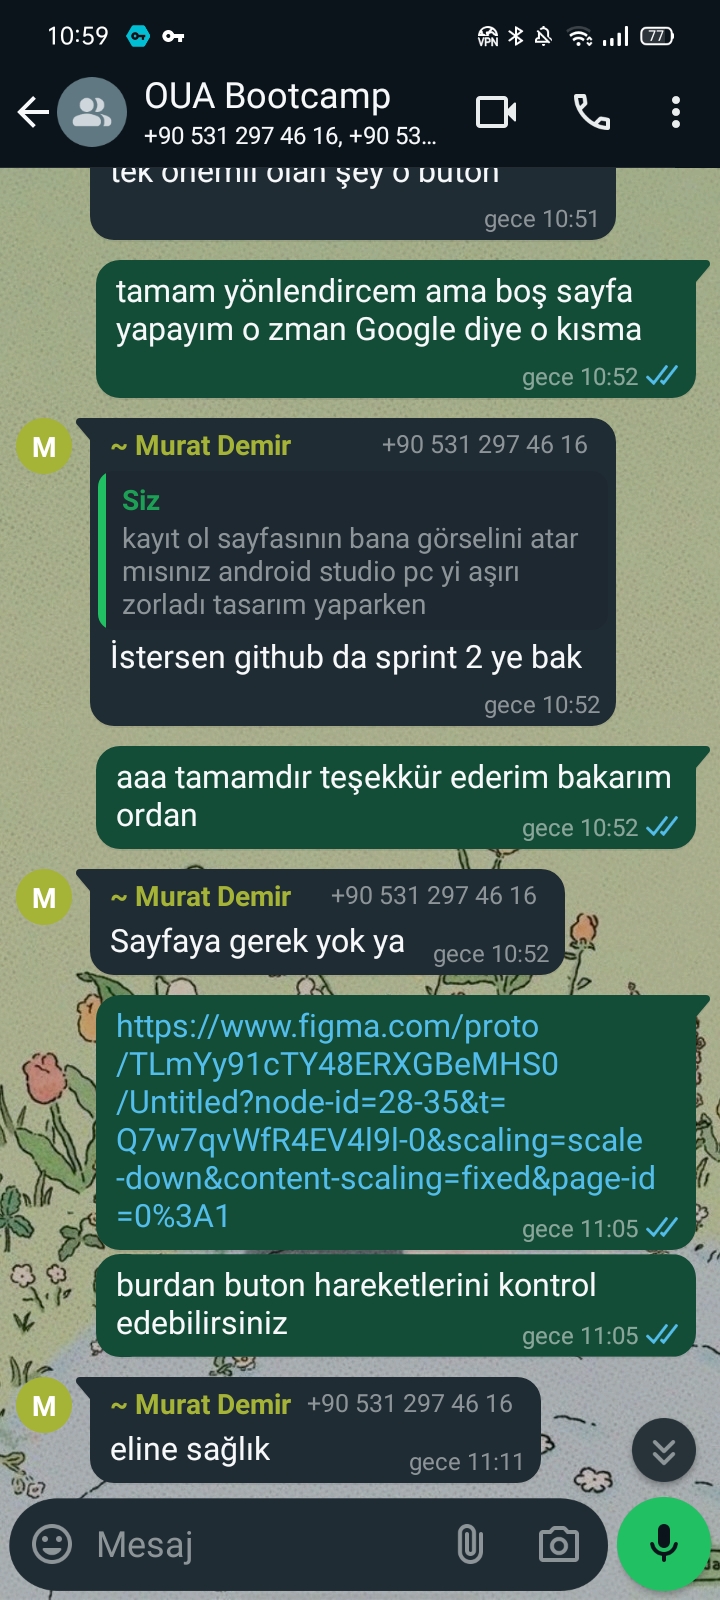 10:59
VPN
77
OUA Bootcamp
+90 531 297 46 16, +90 53...
tek önemli olan şey o buton
gece 10:51
tamam yönlendircem ama boş sayfa
yapayım o zman Google diye o kısma
gece 10:52
M
~ Murat Demir +90 531 297 46 16
Siz
kayıt ol sayfasının bana görselini atar
mısınız android studio pc yi aşırı
zorladı tasarım yaparken
İstersen github da sprint 2 ye bak
gece 10:52
aaa tamamdır teşekkür ederim bakarım
ordan
gece 10:52
M
~ Murat Demir +90 531 297 46 16
Sayfaya gerek yok ya
gece 10:52
https://www.figma.com/proto
/TLmYy91cTY48ERXGBeMHS0
/Untitled?node-id=28-35&t=
Q7w7qvWfR4EV4l9l-0&scaling=scale
-down&content-scaling=fixed&page-id
=0%3A1
gece 11:05
burdan buton hareketlerini kontrol
edebilirsiniz
gece 11:05
M
~ Murat Demir +90 531 297 46 16
eline sağlık
gece 11:11
Mesaj